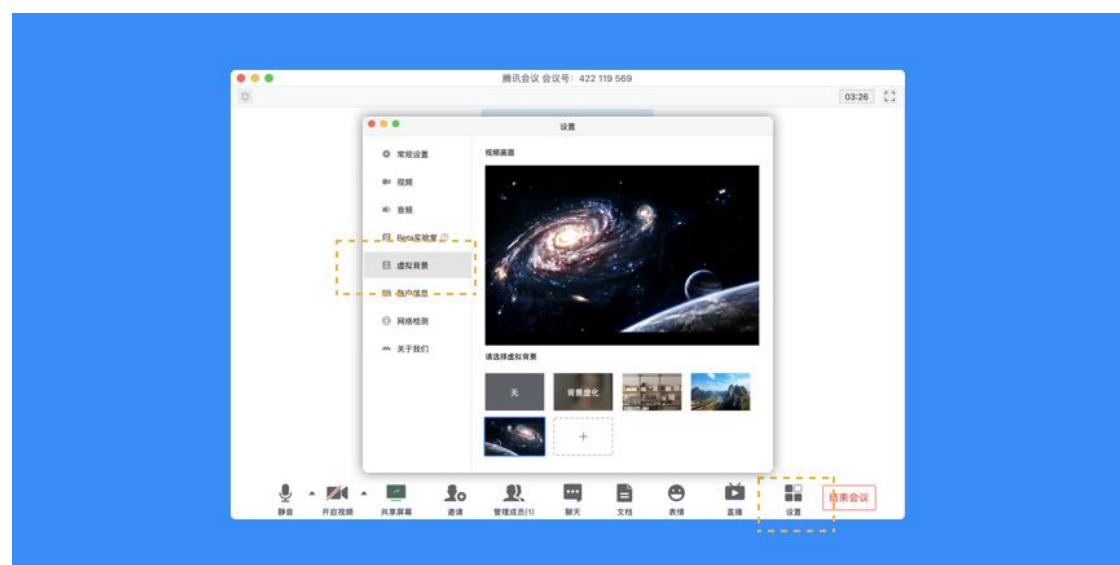 腾讯会议 会议号：422 119 569
03:26
设置
常规设置
视频
音频
Beta实验室
虚拟背景
账户信息
网络检测
关于我们
视频画面
请选择虚拟背景
无
背景虚化
+
静音
开启视频
共享屏幕
邀请
管理成员(1)
聊天
文档
表情
直播
设置
结束会议